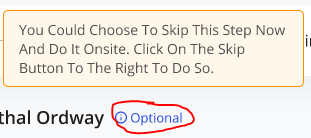 You Could Choose To Skip This Step Now
And Do It Onsite. Click On The Skip
Button To The Right To Do So.
thal Ordway Optional